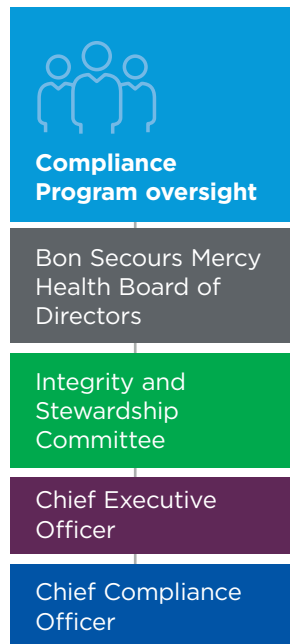 Compliance
Program oversight
Bon Secours Mercy
Health Board of
Directors
Integrity and
Stewardship
Committee
Chief Executive
Officer
Chief Compliance
Officer